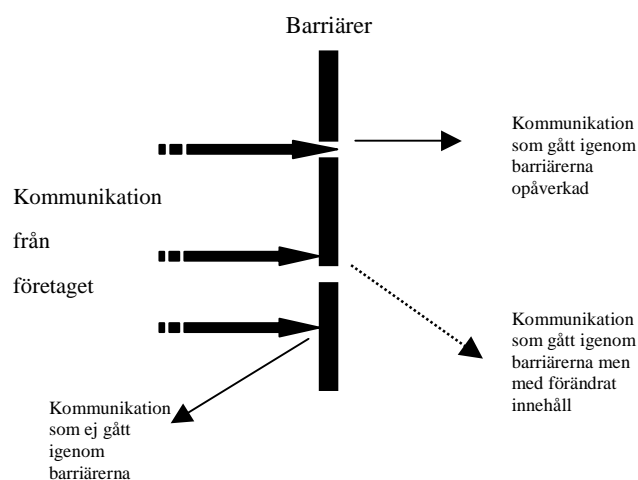 Barriärer
Kommunikation
från
företaget
Kommunikation
som gått igenom
barriärerna
opåverkad
Kommunikation
som gått igenom
barriärerna men
med förändrat
innehåll
Kommunikation
som ej gått
igenom
barriärerna